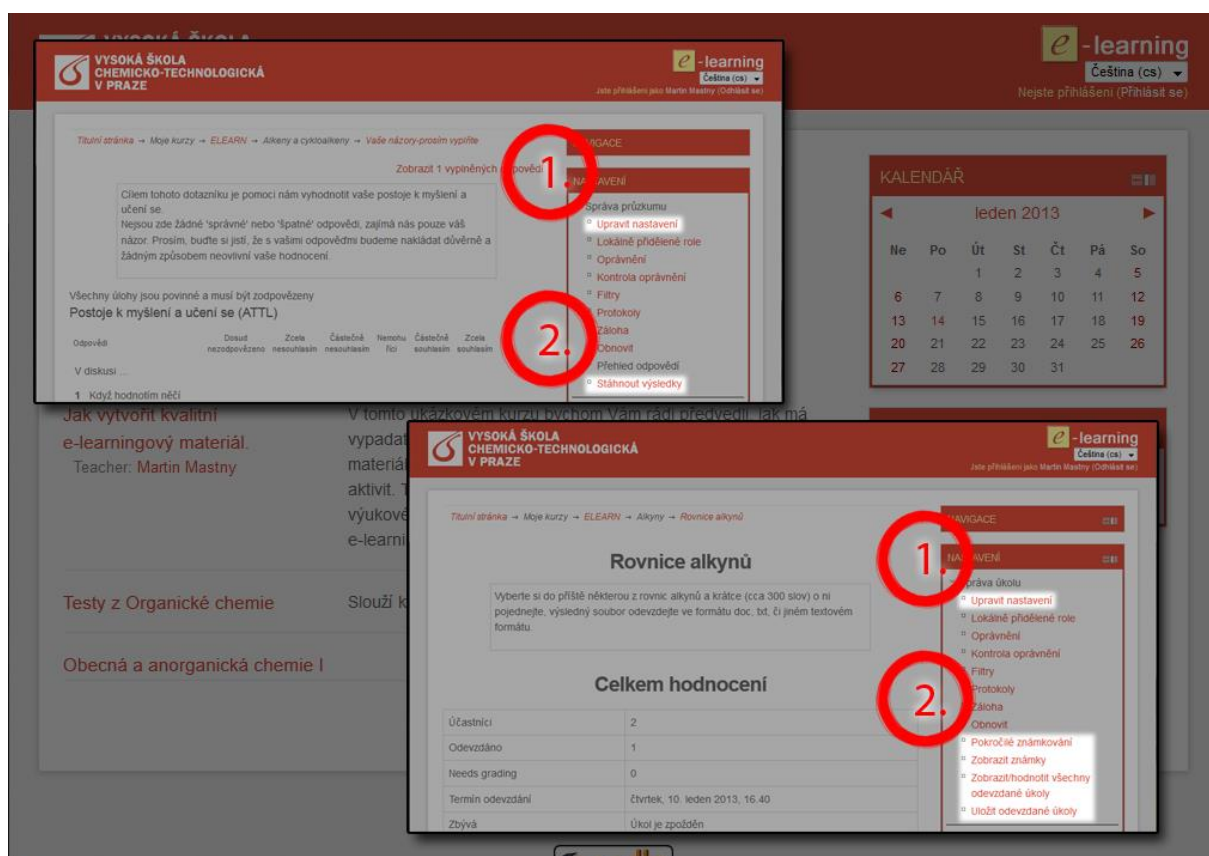 VYSOKÁ ŠKOLA
e-learning
Čeština (cs)
Nejste přihlášeni (Přihlásit se)
VYSOKÁ ŠKOLA
CHEMICKO-TECHNOLOGICKÁ
V PRAZE
e-learning
Čeština (cs)
Jste přihlášeni jako Martin Mastny (Odhlásit se)
Titulní stránka → Moje kurzy → ELEARN → Alkeny a cykloalkeny → Vaše názory-prosím vyplňte
Zobrazit 1 vyplněných
Cílem tohoto dotazníku je pomoci nám vyhodnotit vaše postoje k myšlení a
učení se.
Nejsou zde žádné 'správné' nebo 'špatné' odpovědi, zajímá nás pouze váš
názor. Prosím, buďte si jistí, že s vašimi odpověďmi budeme nakládat důvěrně a
žádným způsobem neovlivní vaše hodnocení.
Všechny úlohy jsou povinné a musí být zodpovězeny
Postoje k myšlení a učení se (ATTL)
Odpovědi
Dosud nezodpovězeno
Zcela nesouhlasím
Částečně nesouhlasím
Nemohu říci
Částečně souhlasím
Zcela souhlasím
V diskusi ...
1 Když hodnotím něčí
1.
Správa průzkumu
Upravit nastavení
Lokálně přidělené role
Oprávnění
Kontrola oprávnění
Filtry
Protokoly
2.
Záloha
Obnovit
Přehled odpovědí
Stáhnout výsledky
KALENDÁŘ
◄ leden 2013 ►
Ne Po Út St Čt Pá So
1 2 3 4 5
6 7 8 9 10 11 12
13 14 15 16 17 18 19
20 21 22 23 24 25 26
27 28 29 30 31
Jak vytvořit kvalitní
e-learningový materiál.
Teacher: Martin Mastny
V tomto ukázkovém kurzu bychom Vám rádi předvedli, jak má
aktivit.
výukové
Testy z Organické chemie
Slouží
Obecná a anorganická chemie I
VYSOKÁ ŠKOLA
CHEMICKO-TECHNOLOGICKÁ
V PRAZE
e-learning
Čeština (cs)
Jste přihlášeni jako Martin Mastny (Odhlásit se)
Titulní stránka → Moje kurzy → ELEARN → Alkyny → Rovnice alkynů
Rovnice alkynů
Vyberte si do příště některou z rovnic alkynů a krátce (cca 300 slov) o ni
pojednejte, výsledný soubor odevzdejte ve formátu doc, txt, či jiném textovém
formátu.
Celkem hodnocení
Účastníci 2
Odevzdáno 1
Needs grading 0
Termín odevzdání čtvrtek, 10. leden 2013, 16.40
Zbývá Úkol je zpožděn
NAVIGACE
1.
Správa úkolu
Upravit nastavení
Lokálně přidělené role
Oprávnění
Kontrola oprávnění
Filtry
Protokoly
2.
Záloha
Obnovit
Pokročilé známkování
Zobrazit známky
Zobrazit/hodnotit všechny
odevzdané úkoly
Uložit odevzdané úkoly